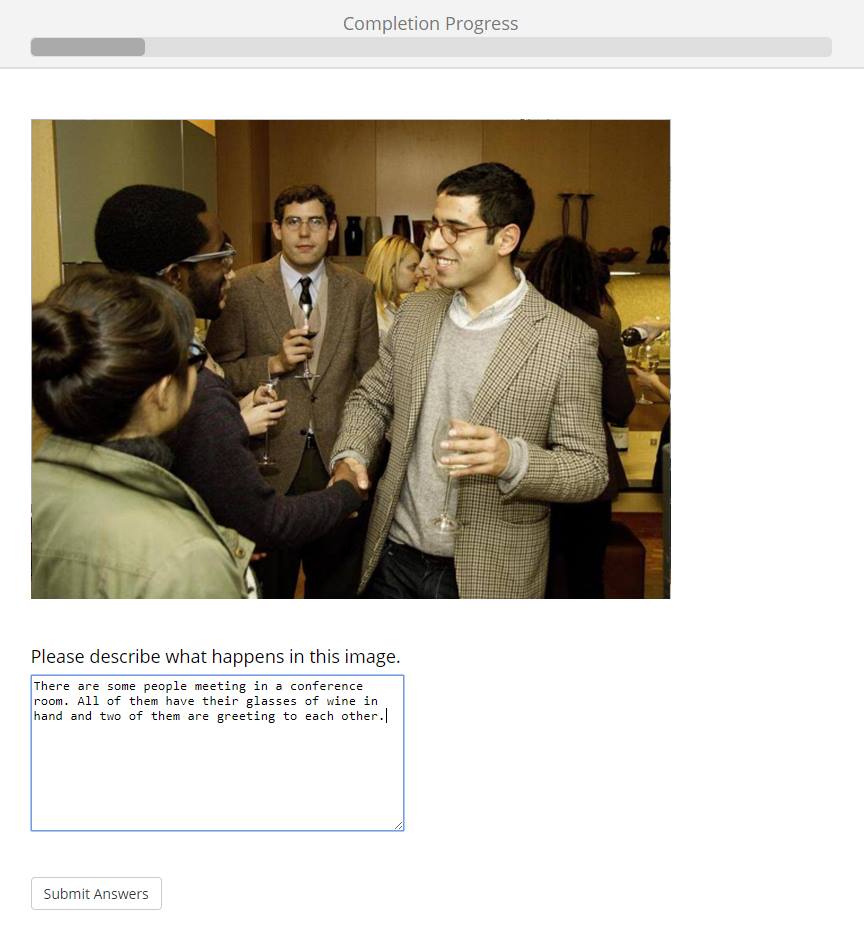 Completion Progress
Please describe what happens in this image.
There are some people meeting in a conference
room. All of them have their glasses of wine in
hand and two of them are greeting to each other.
Submit Answers